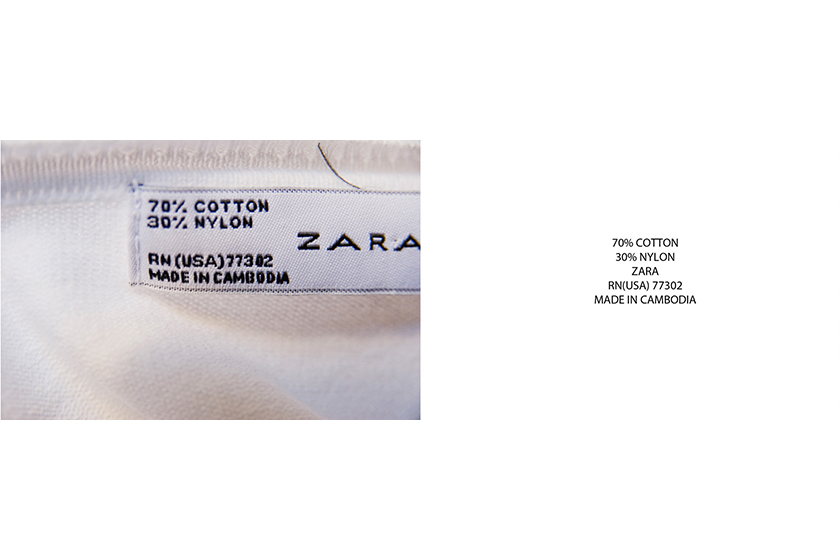 70% COTTON
30% NYLON
ZARA
RN(USA)77302
MADE IN CAMBODIA
70% COTTON
30% NYLON
ZARA
RN(USA) 77302
MADE IN CAMBODIA